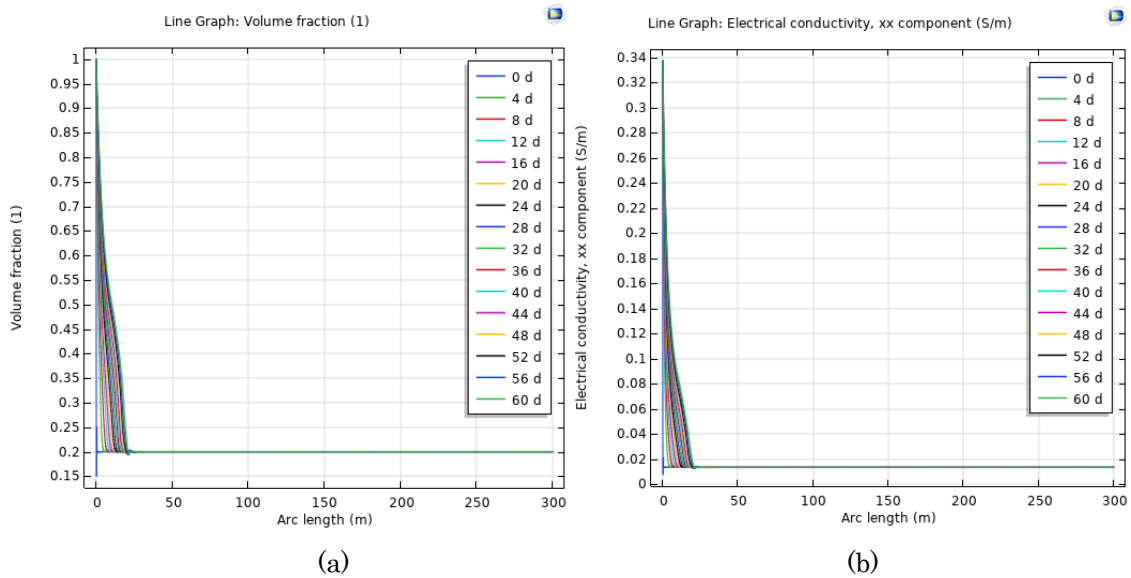 Line Graph: Volume fraction (1)
1
0.95
0.9
0.85
0.8
0.75
0.7
0.65
0.6
0.55
0.5
0.45
0.4
0.35
0.3
0.25
0.2
0.15
Volume fraction (1)
0 50 100 150 200 250 300
Arc length (m)
0 d
4 d
8 d
12 d
16 d
20 d
24 d
28 d
32 d
36 d
40 d
44 d
48 d
52 d
56 d
60 d
(a)
Line Graph: Electrical conductivity, xx component (S/m)
0.34
0.32
0.3
0.28
0.26
0.24
0.22
0.2
0.18
0.16
0.14
0.12
0.1
0.08
0.06
0.04
0.02
0
Electrical conductivity, xx component (S/m)
0 50 100 150 200 250 300
Arc length (m)
0 d
4 d
8 d
12 d
16 d
20 d
24 d
28 d
32 d
36 d
40 d
44 d
48 d
52 d
56 d
60 d
(b)